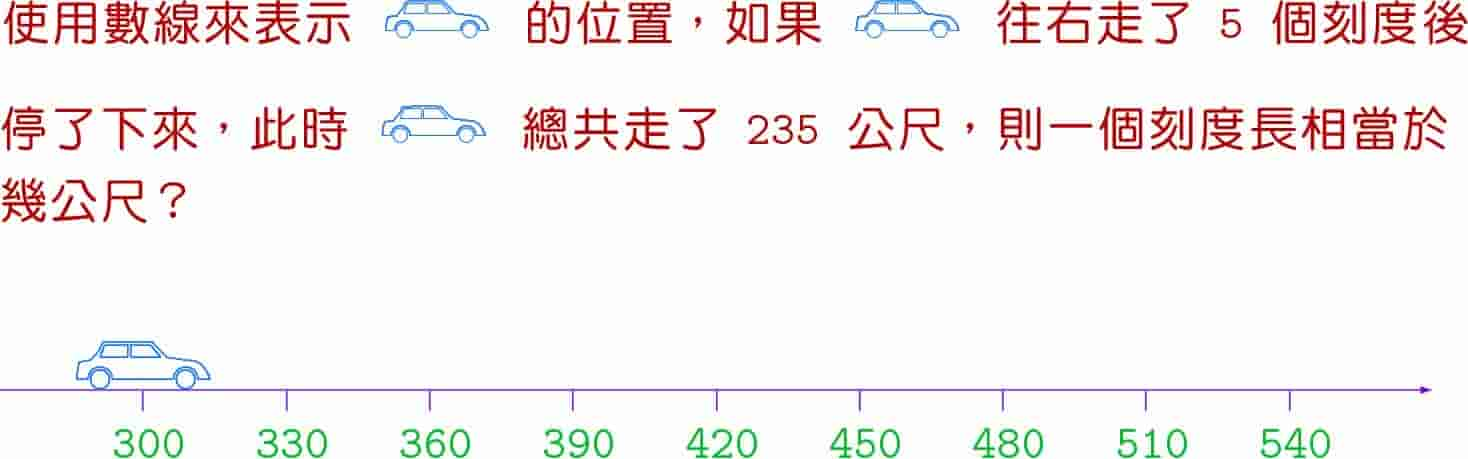 使用數線來表示 的位置，如果 往右走了 5 個刻度後
停了下來，此時 總共走了 235 公尺，則一個刻度長相當於
幾公尺？
300 330 360 390 420 450 480 510 540